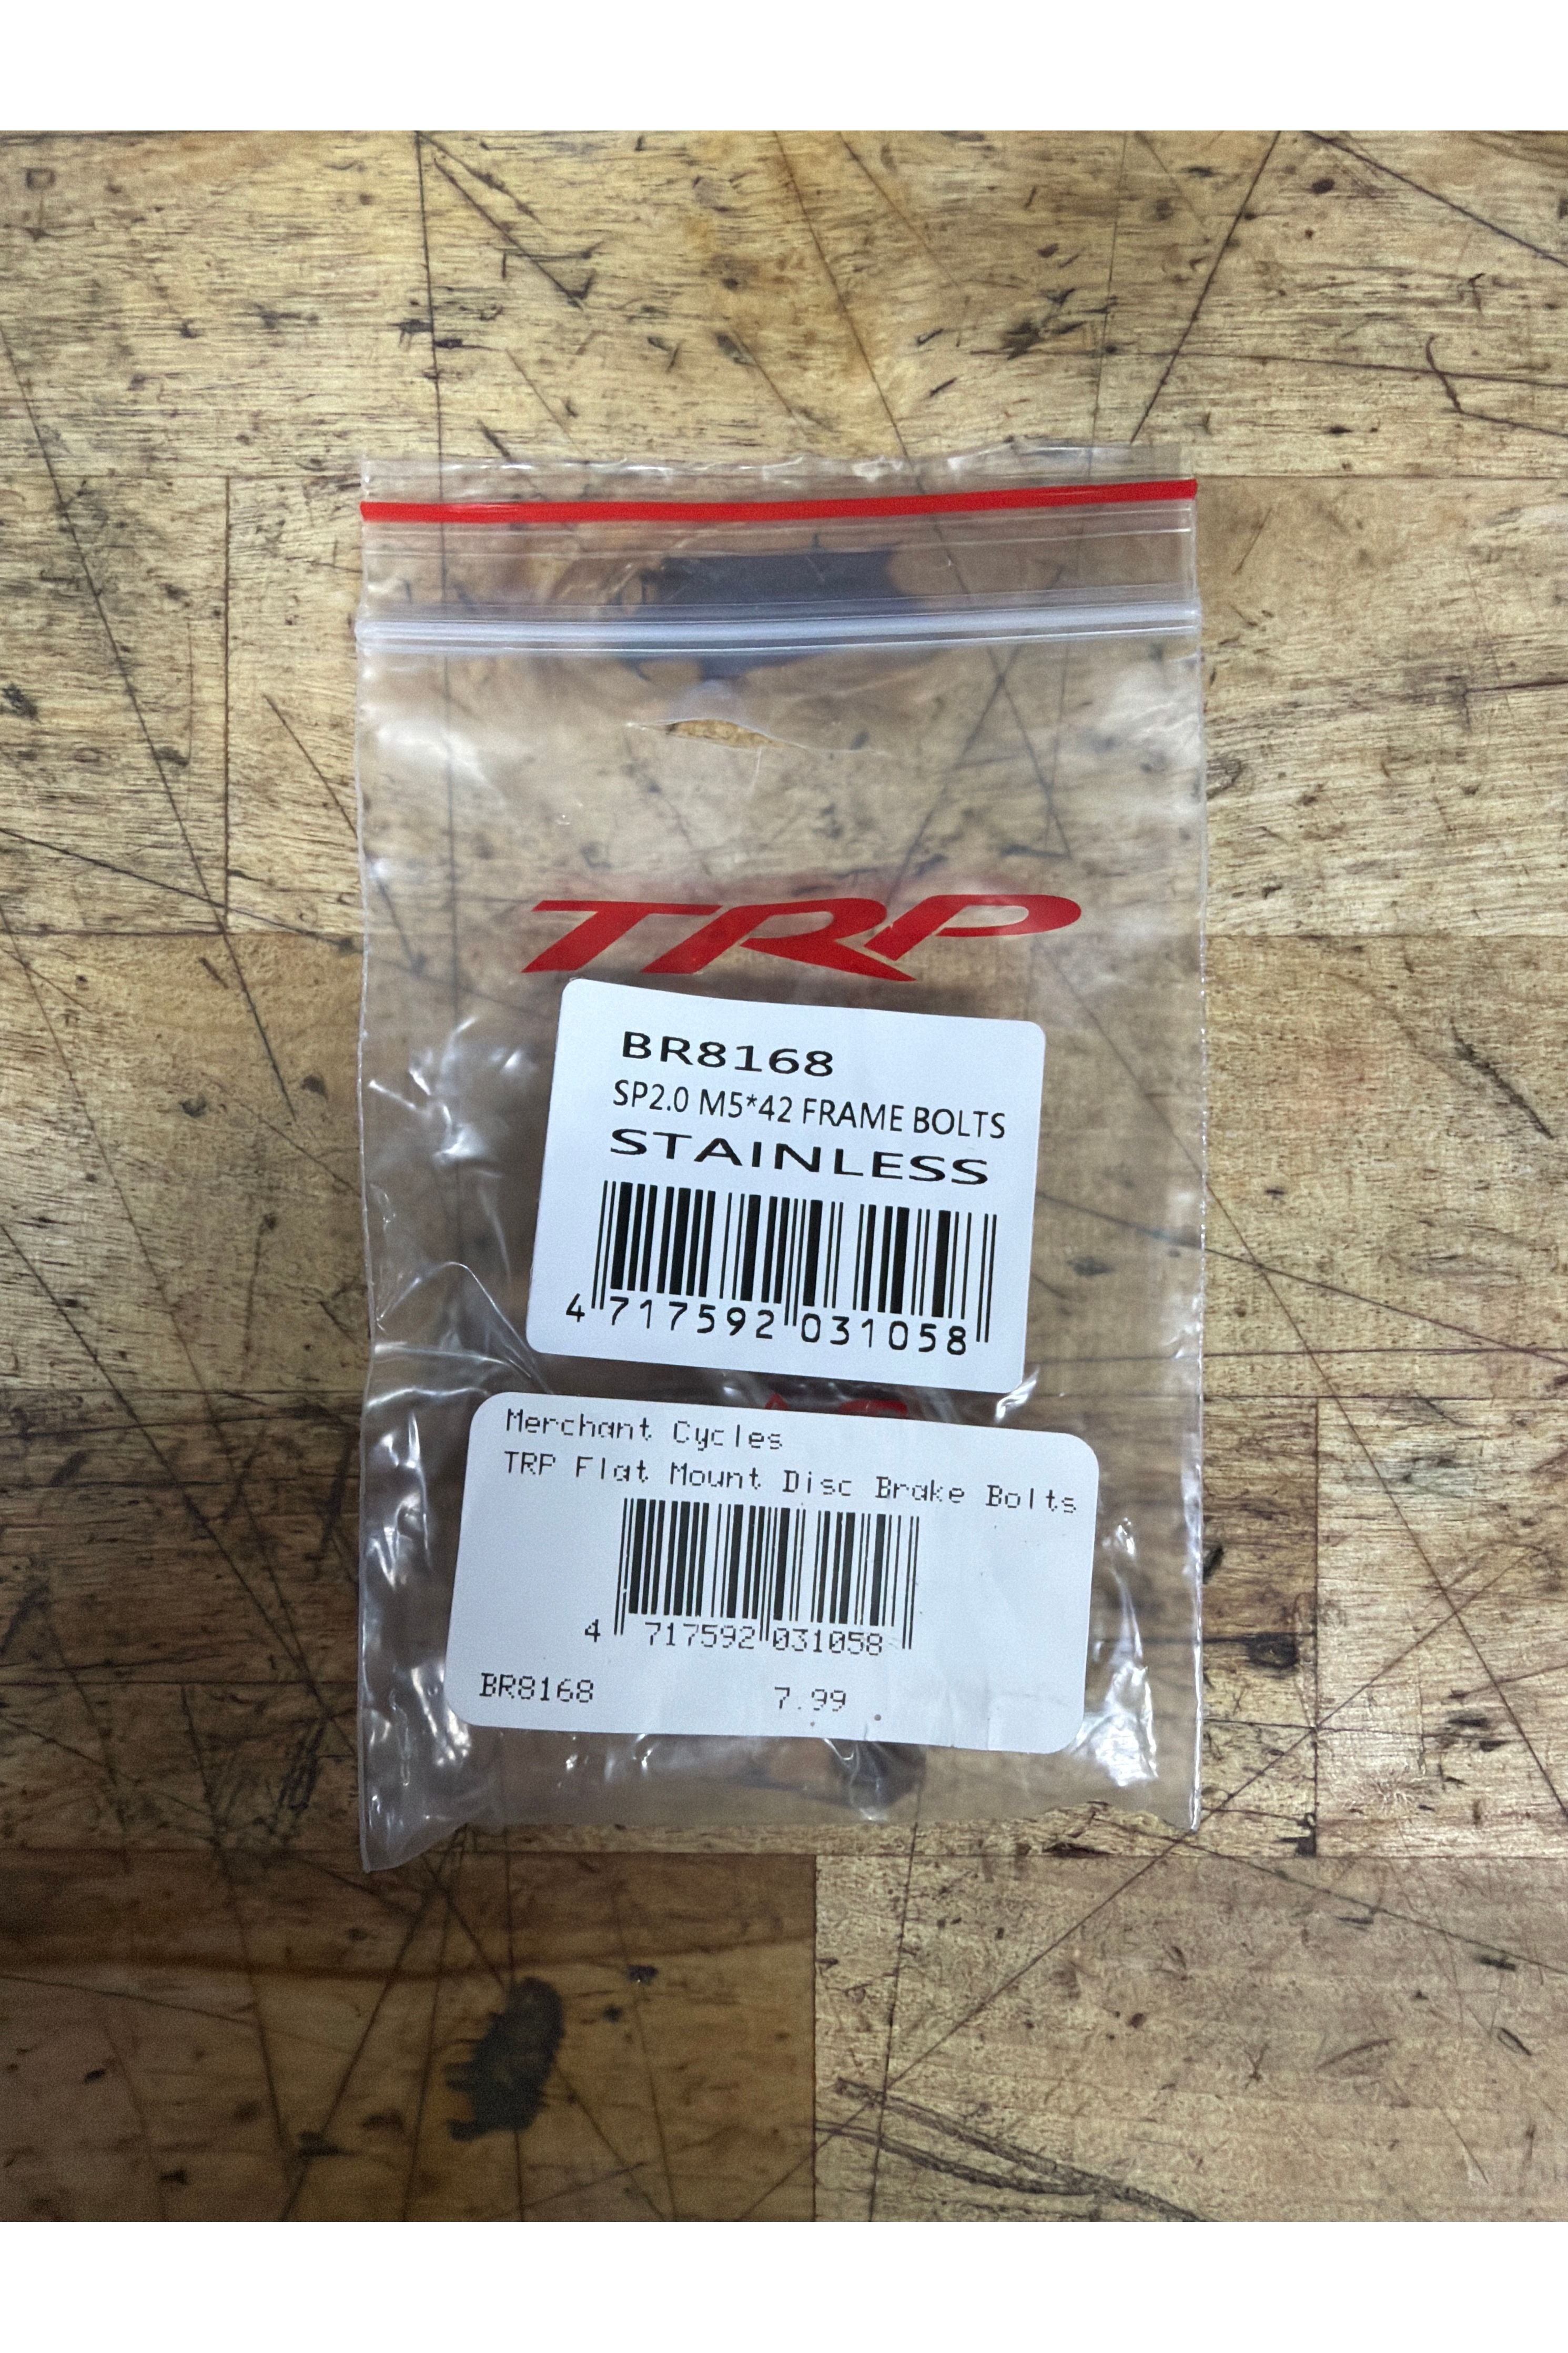 TRP
BR8168
SP2.0 M5*42 FRAME BOLTS
STAINLESS
4 717592 031058
Merchant Cycles
TRP Flat Mount Disc Brake Bolts
4 717592 031058
BR8168 7.99